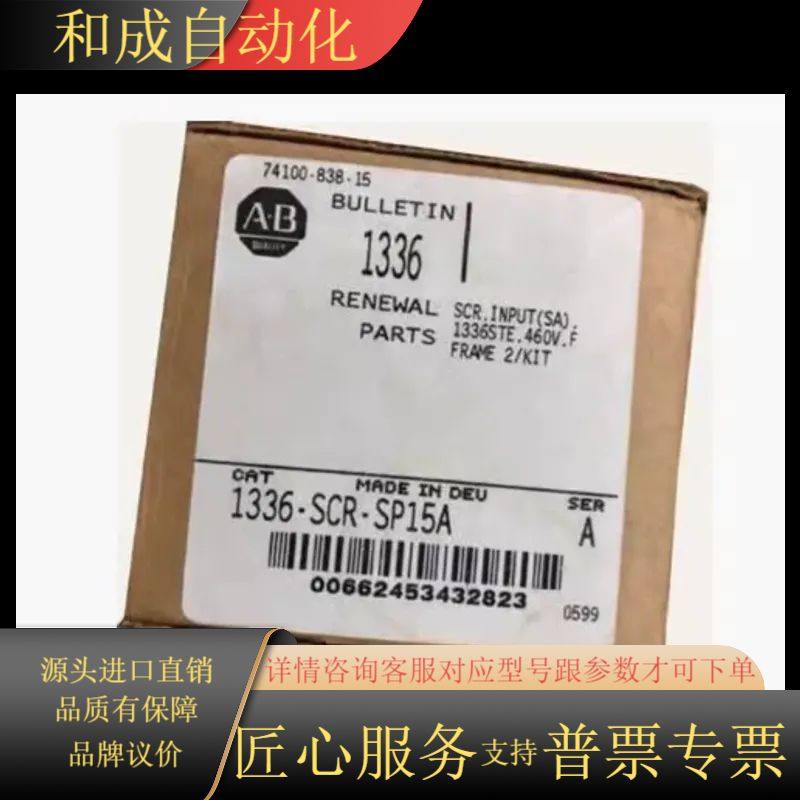 和成自动化
74100-838-15
A·B
QUALITY
BULLETIN
1336
RENEWAL
PARTS
SCR.INPUT(SA).
1336STE.460V.F
FRAME 2/KIT
CAT
MADE IN DEU
SER
1336-SCR-SP15A
A
00662453432823
0599
源头进口直销
品质有保障
品牌议价
详情咨询客服对应型号跟参数才可下单
匠心服务支持普票专票